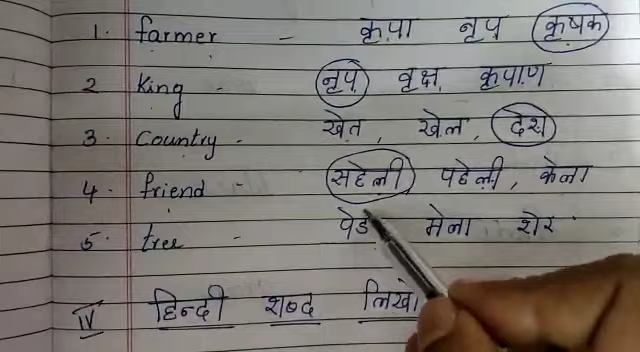 1. farmer - कृपा नृप कृषक
2 King - नृप वृक्ष कृपाण
3. Country - खेत, खेल, देश
4. friend - सहेली पहेली, केला
5. tree - पेड मेला शेर
IV हिन्दी शब्द लिखो